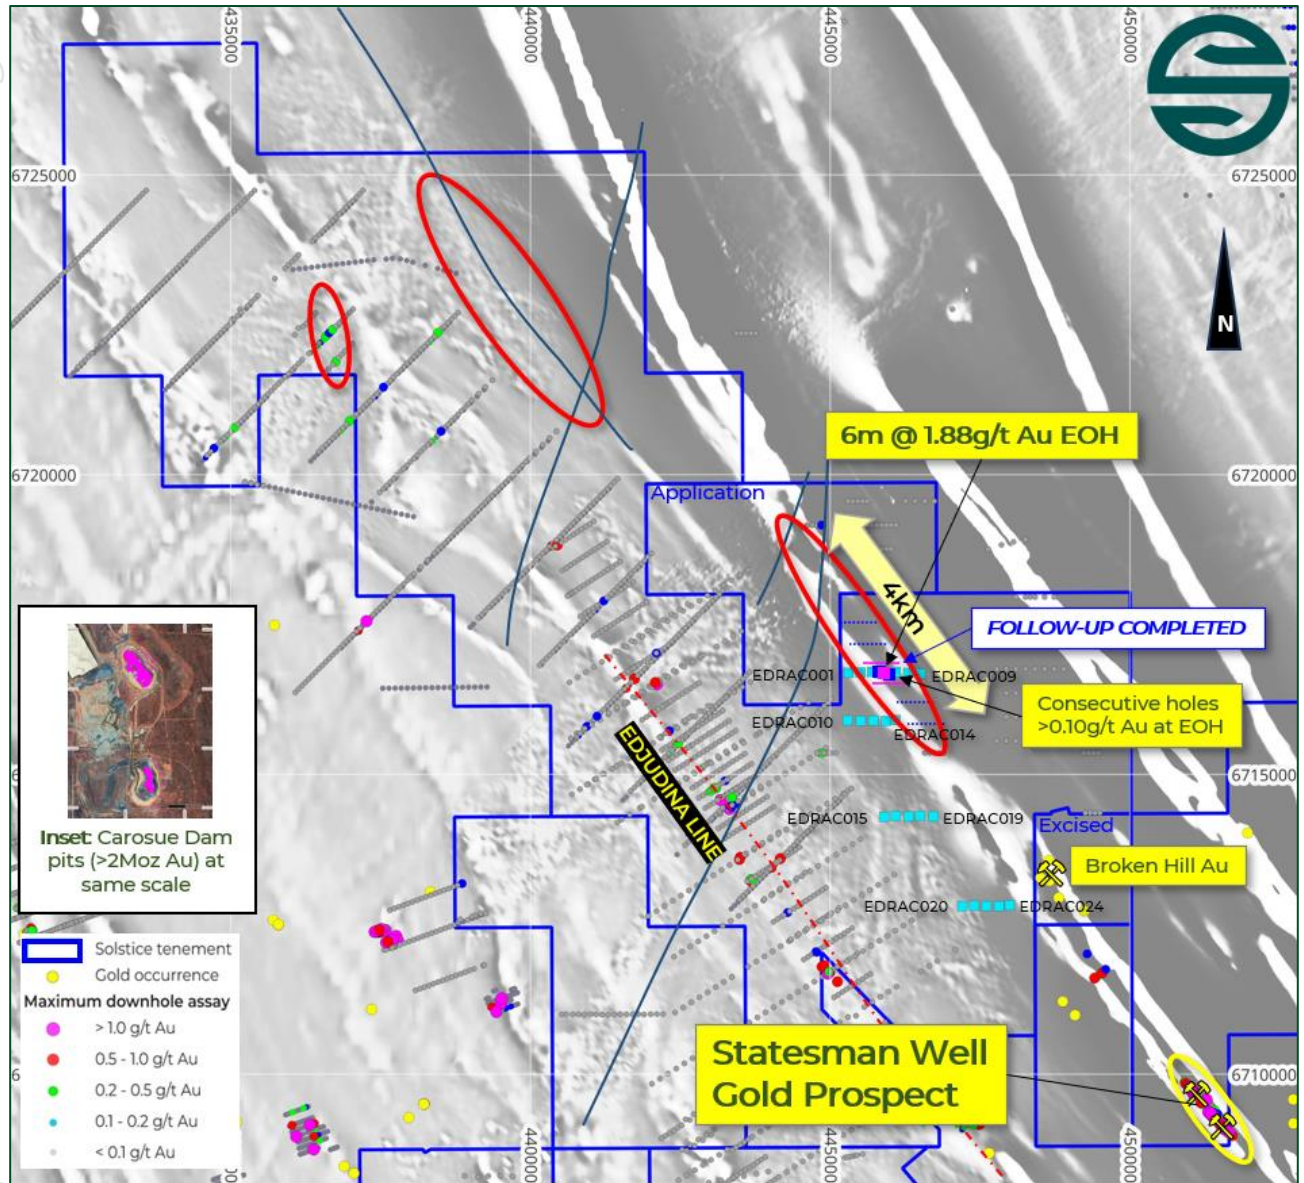 435000
440000
445000
450000
6725000
6725000
N
6m @ 1.88g/t Au EOH
6720000
6720000
Application
4km
FOLLOW-UP COMPLETED
EDRAC001
EDRAC009
Consecutive holes
>0.10g/t Au at EOH
EDRAC010
EDRAC014
EDJUDINA LINE
6715000
EDRAC015
EDRAC019
Excised
Inset: Carosue Dam
pits (>2Moz Au) at
same scale
Broken Hill Au
EDRAC020
EDRAC024
Solstice tenement
Gold occurrence
Maximum downhole assay
> 1.0 g/t Au
0.5 - 1.0 g/t Au
0.2 - 0.5 g/t Au
0.1 - 0.2 g/t Au
< 0.1 g/t Au
Statesman Well
Gold Prospect
6710000
440000
445000
450000